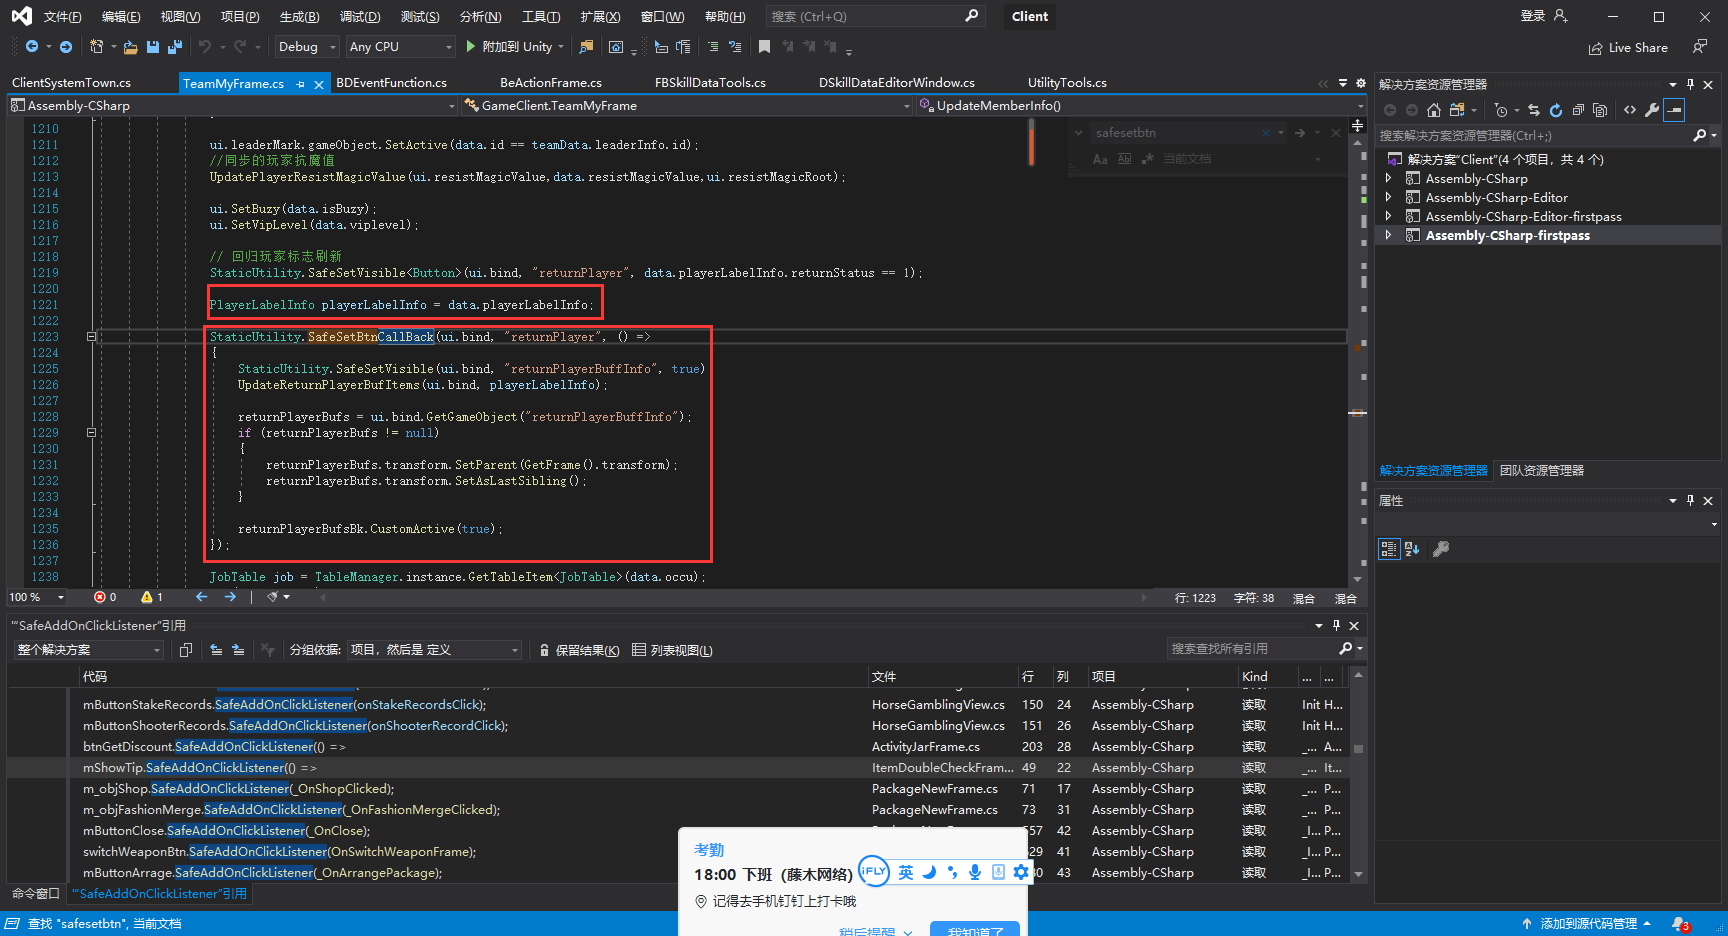 文件(F) 编辑(E) 视图(V) 项目(P) 生成(B) 调试(D) 测试(S) 分析(N) 工具(T) 扩展(X) 窗口(W) 帮助(H) 搜索 (Ctrl+Q) Client 登录
Debug Any CPU 附加到 Unity Live Share
ClientSystemTown.cs TeamMyFrame.cs BDEventFunction.cs BeActionFrame.cs FBSkillDataTools.cs DSkillDataEditorWindow.cs UtilityTools.cs
Assembly-CSharp GameClient.TeamMyFrame UpdateMemberInfo()
safesetbtn
Aa Ab .* 当前文档
1210
1211 ui.leaderMark.gameObject.SetActive(data.id == teamData.leaderInfo.id);
1212 //同步的玩家抗魔值
1213 UpdatePlayerResistMagicValue(ui.resistMagicValue,data.resistMagicValue,ui.resistMagicRoot);
1214
1215 ui.SetBuzy(data.isBuzy);
1216 ui.SetVipLevel(data.viplevel);
1217
1218 // 回归玩家标志刷新
1219 StaticUtility.SafeSetVisible<Button>(ui.bind, "returnPlayer", data.playerLabelInfo.returnStatus == 1);
1220
1221 PlayerLabelInfo playerLabelInfo = data.playerLabelInfo;
1222
1223 StaticUtility.SafeSetBtnCallBack(ui.bind, "returnPlayer", () =>
1224 {
1225 StaticUtility.SafeSetVisible(ui.bind, "returnPlayerBuffInfo", true)
1226 UpdateReturnPlayerBufItems(ui.bind, playerLabelInfo);
1227
1228 returnPlayerBufs = ui.bind.GetGameObject("returnPlayerBuffInfo");
1229 if (returnPlayerBufs != null)
1230 {
1231 returnPlayerBufs.transform.SetParent(GetFrame().transform);
1232 returnPlayerBufs.transform.SetAsLastSibling();
1233 }
1234
1235 returnPlayerBufsBk.CustomActive(true);
1236 });
1237
1238 JobTable job = TableManager.instance.GetTableItem<JobTable>(data.occu);
100 % 0 1 行: 1223 字符: 38 混合 混合
"“SafeAddOnClickListener”引用
整个解决方案 分组依据: 项目，然后是 定义 保留结果(K) 列表视图(L) 搜索查找所有引用
代码 文件 行 列 项目 Kind ... ...
mButtonStakeRecords.SafeAddOnClickListener(onStakeRecordsClick); HorseGamblingView.cs 150 24 Assembly-CSharp 读取 Init H...
mButtonShooterRecords.SafeAddOnClickListener(onShooterRecordClick); HorseGamblingView.cs 151 26 Assembly-CSharp 读取 Init H...
btnGetDiscount.SafeAddOnClickListener(() => ActivityJarFrame.cs 203 28 Assembly-CSharp 读取 _... A...
mShowTip.SafeAddOnClickListener(() => ItemDoubleCheckFram... 49 22 Assembly-CSharp 读取 _... It...
m_objShop.SafeAddOnClickListener(_OnShopClicked); PackageNewFrame.cs 71 17 Assembly-CSharp 读取 _... P...
m_objFashionMerge.SafeAddOnClickListener(_OnFashionMergeClicked); PackageNewFrame.cs 73 31 Assembly-CSharp 读取 _... P...
mButtonClose.SafeAddOnClickListener(_OnClose); 42 Assembly-CSharp 读取 _I... P...
switchWeaponBtn.SafeAddOnClickListener(OnSwitchWeaponFrame); 41 Assembly-CSharp 读取 _I... P...
mButtonArrange.SafeAddOnClickListener(_OnArrangePackage); 43 Assembly-CSharp 读取 _I... P...
命令窗口 "“SafeAddOnClickListener”引用
查找 "safesetbtn", 当前文档 添加到源代码管理 3
解决方案资源管理器
搜索解决方案资源管理器(Ctrl+;)
解决方案"Client"(4 个项目，共 4 个)
Assembly-CSharp
Assembly-CSharp-Editor
Assembly-CSharp-Editor-firstpass
Assembly-CSharp-firstpass
解决方案资源管理器 团队资源管理器
属性
考勤
18:00 下班（藤木网络）
iFLY 英
记得去手机钉钉上打卡哦
稍后提醒 我知道了